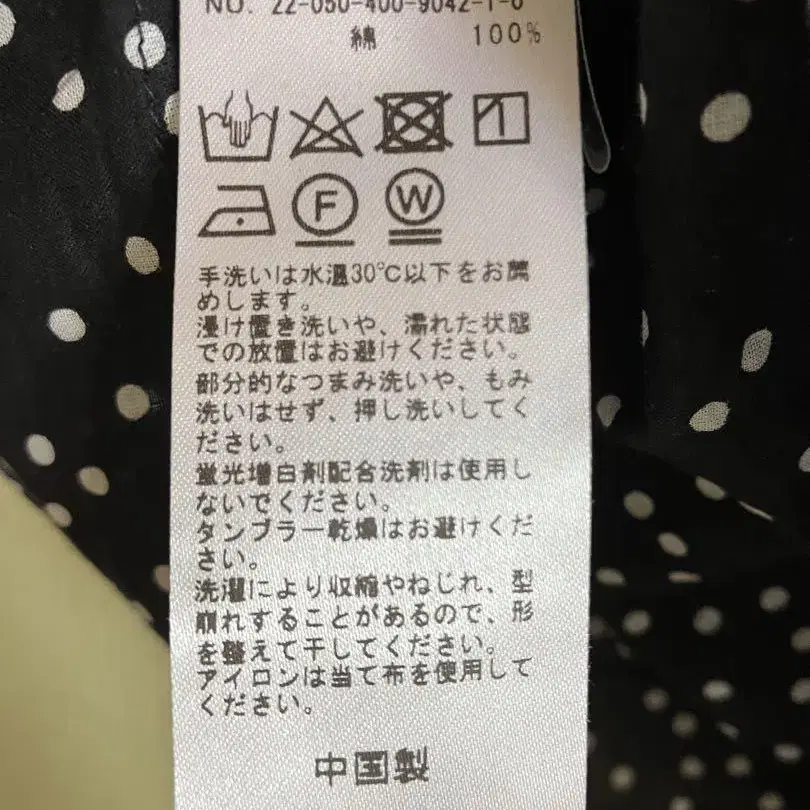 NO. 22-050-400-9042-1-0
綿 100%
F W
手洗いは水温30℃以下をお薦
めします。
浸け置き洗いや、濡れた状態
での放置はお避けください。
部分的なつまみ洗いや、もみ
洗いはせず、押し洗いしてく
ださい。
蛍光増白剤配合洗剤は使用し
ないでください。
タンブラー乾燥はお避けくだ
さい。
洗濯により収縮やねじれ、型
崩れすることがあるので、形
を整えて干してください。
アイロンは当て布を使用して
ください。
中国製